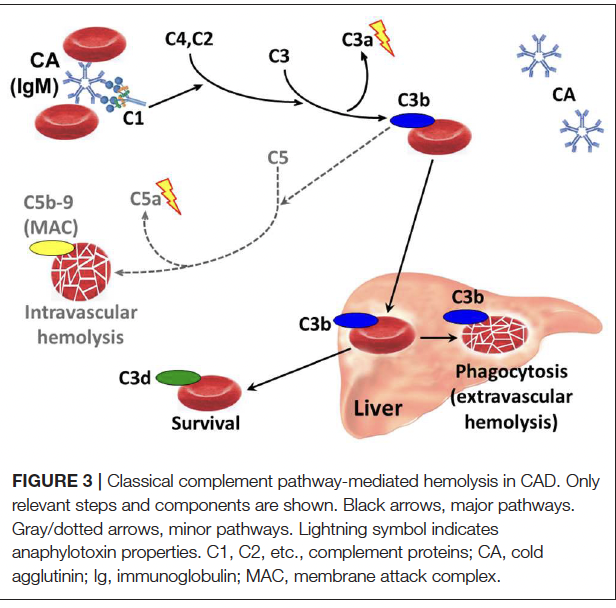 CA
(IgM)
C1
C4,C2
C3
C3a
C3b
CA
C5
C5a
C5b-9
(MAC)
Intravascular
hemolysis
C3b
C3b
Phagocytosis
(extravascular
hemolysis)
Liver
C3d
Survival
FIGURE 3 | Classical complement pathway-mediated hemolysis in CAD. Only
relevant steps and components are shown. Black arrows, major pathways.
Gray/dotted arrows, minor pathways. Lightning symbol indicates
anaphylotoxin properties. C1, C2, etc., complement proteins; CA, cold
agglutinin; Ig, immunoglobulin; MAC, membrane attack complex.